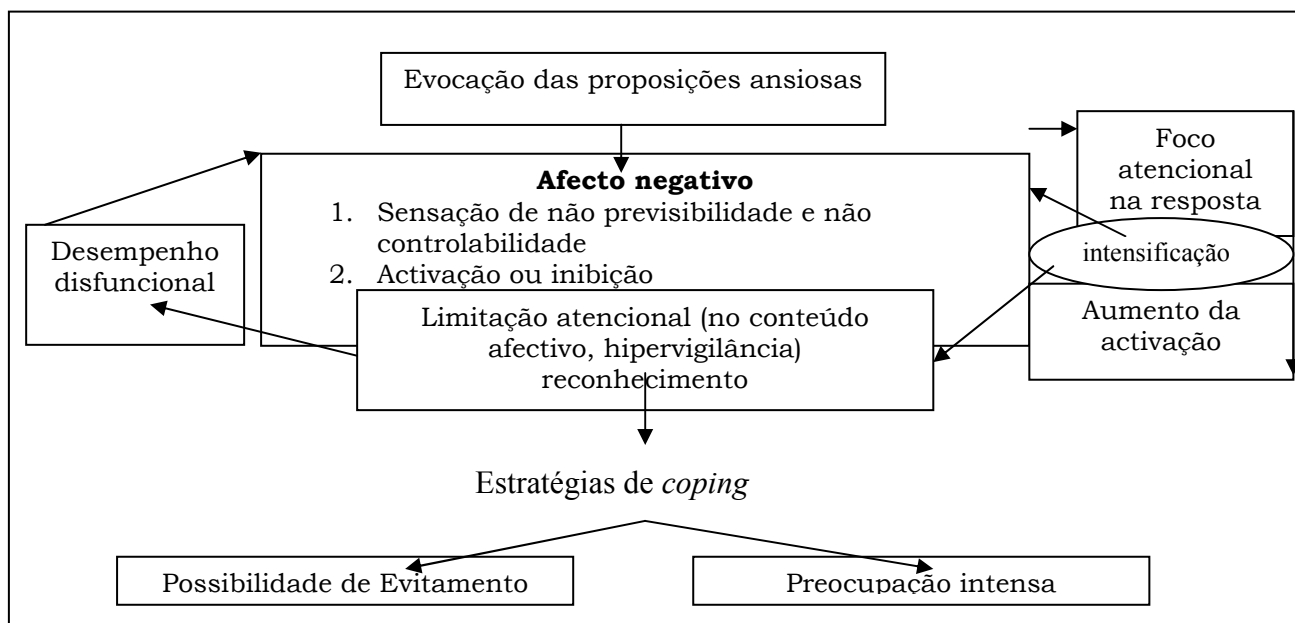 Evocação das proposições ansiosas
Afecto negativo
1. Sensação de não previsibilidade e não
controlabilidade
2. Activação ou inibição
Foco
atencional
na resposta
intensificação
Aumento da
activação
Desempenho
disfuncional
Limitação atencional (no conteúdo
afectivo, hipervigilância)
reconhecimento
Estratégias de coping
Possibilidade de Evitamento
Preocupação intensa